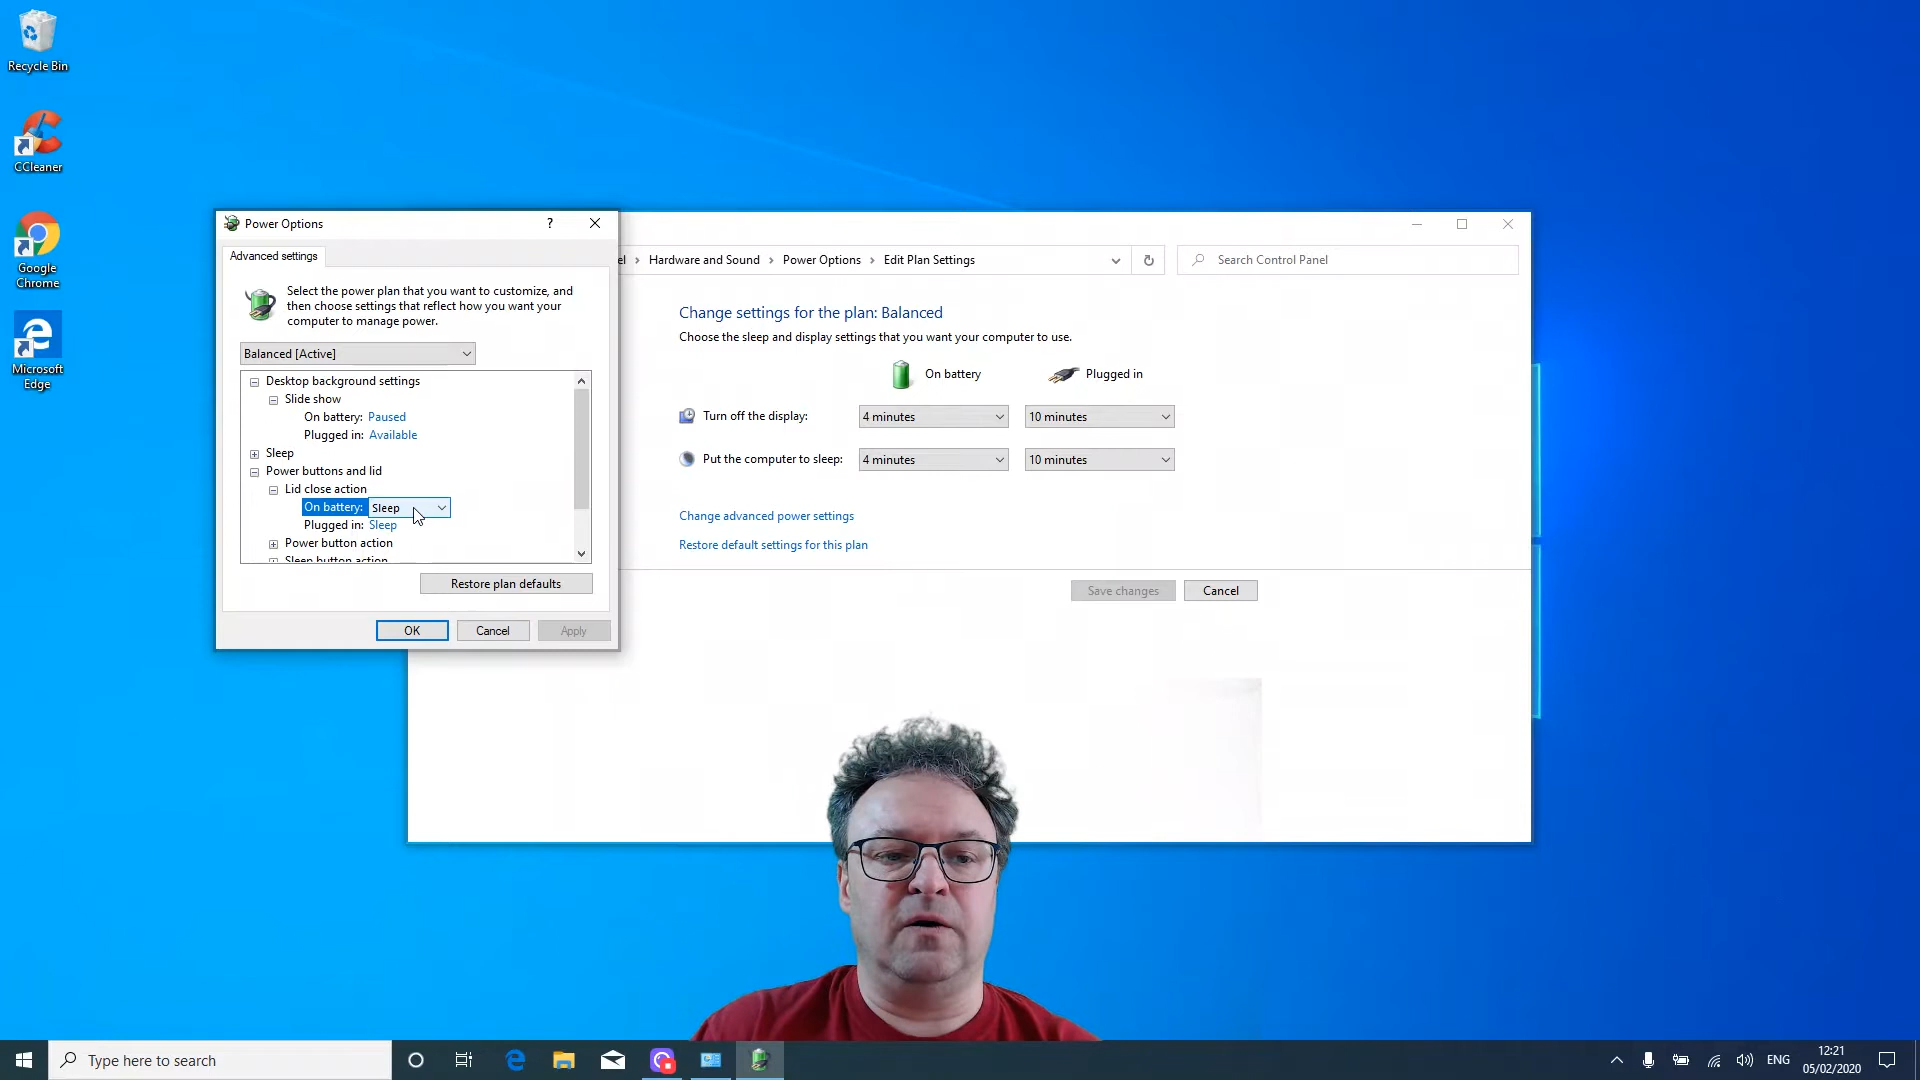 Recycle Bin
CCleaner
Google
Chrome
Microsoft
Edge
Power Options
?
Advanced settings
Select the power plan that you want to customize, and
then choose settings that reflect how you want your
computer to manage power.
Balanced [Active]
Desktop background settings
Slide show
On battery: Paused
Plugged in: Available
Sleep
Power buttons and lid
Lid close action
On battery: Sleep
Plugged in: Sleep
Power button action
Sleep button action
Restore plan defaults
OK Cancel Apply
el › Hardware and Sound › Power Options › Edit Plan Settings
Search Control Panel
Change settings for the plan: Balanced
Choose the sleep and display settings that you want your computer to use.
On battery Plugged in
Turn off the display: 4 minutes 10 minutes
Put the computer to sleep: 4 minutes 10 minutes
Change advanced power settings
Restore default settings for this plan
Save changes Cancel
Type here to search
ENG
12:21
05/02/2020